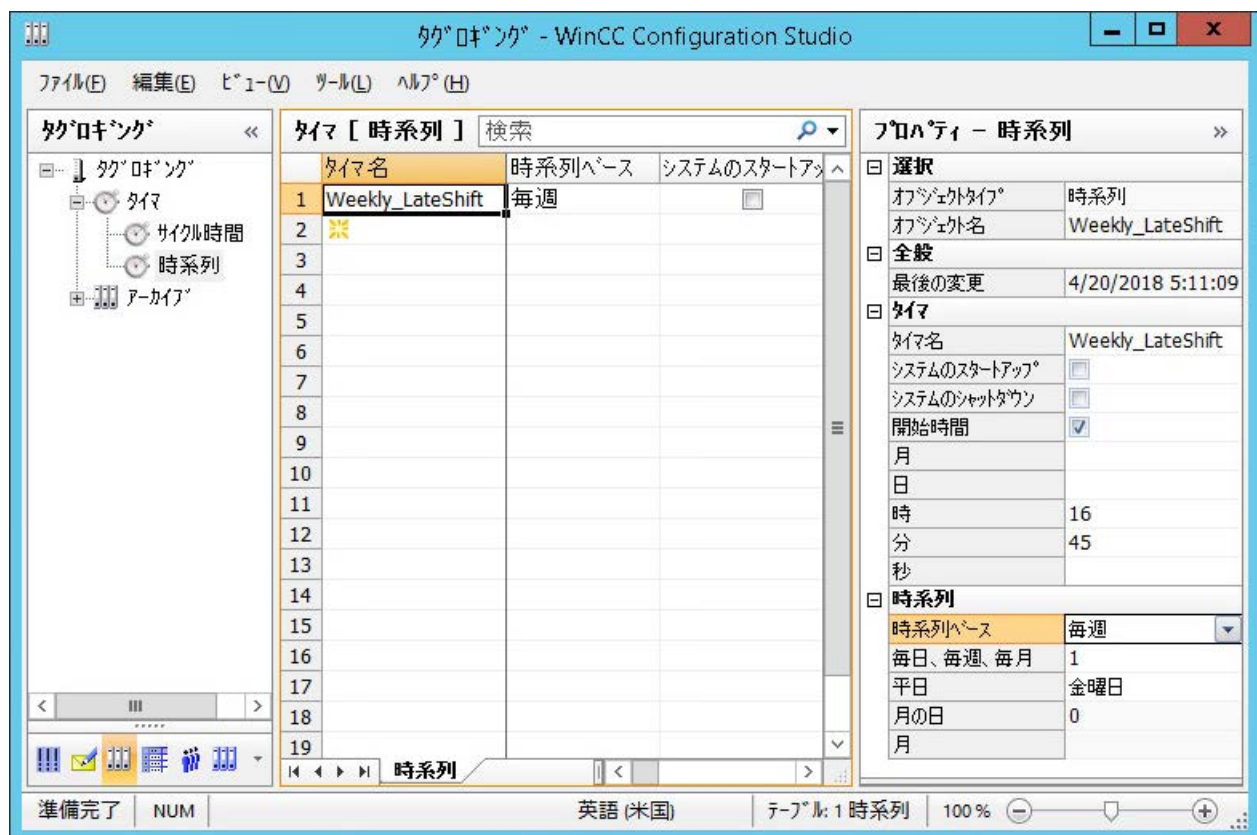 タグロギング - WinCC Configuration Studio
ファイル(F) 編集(E) ビュー(V) ツール(L) ヘルプ(H)
タグロギング «
タグロギング
タイマ
サイクル時間
時系列
アーカイブ
タイマ [ 時系列 ] 検索
タイマ名 時系列ベース システムのスタートアッ
1 Weekly_LateShift 毎週
2
3
4
5
6
7
8
9
10
11
12
13
14
15
16
17
18
19
時系列
プロパティ - 時系列 »
選択
オブジェクトタイプ 時系列
オブジェクト名 Weekly_LateShift
全般
最後の変更 4/20/2018 5:11:09
タイマ
タイマ名 Weekly_LateShift
システムのスタートアップ
システムのシャットダウン
開始時間
月
日
時 16
分 45
秒
時系列
時系列ベース 毎週
毎日、毎週、毎月 1
平日 金曜日
月の日 0
月
準備完了 NUM 英語 (米国) テーブル: 1 時系列 100 %